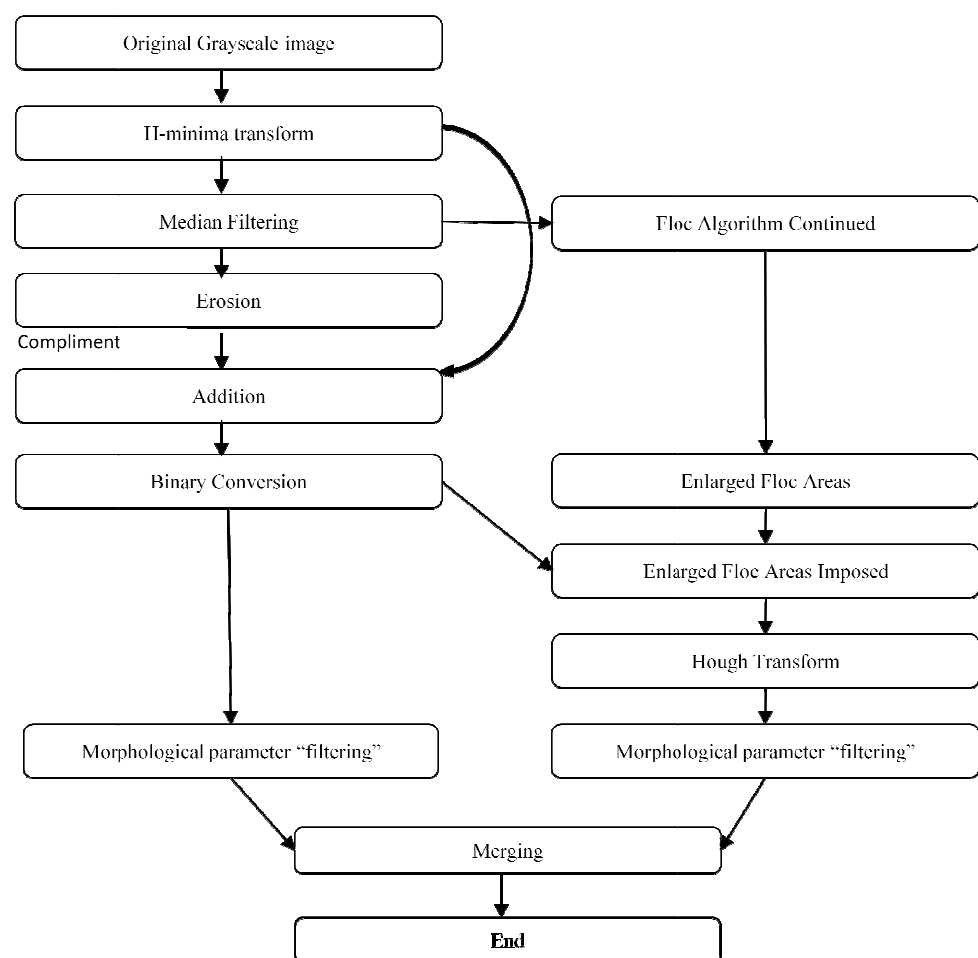 Original Grayscale image
H-minima transform
Median Filtering
Floc Algorithm Continued
Erosion
Compliment
Addition
Binary Conversion
Enlarged Floc Areas
Enlarged Floc Areas Imposed
Hough Transform
Morphological parameter “filtering”
Morphological parameter “filtering”
Merging
End